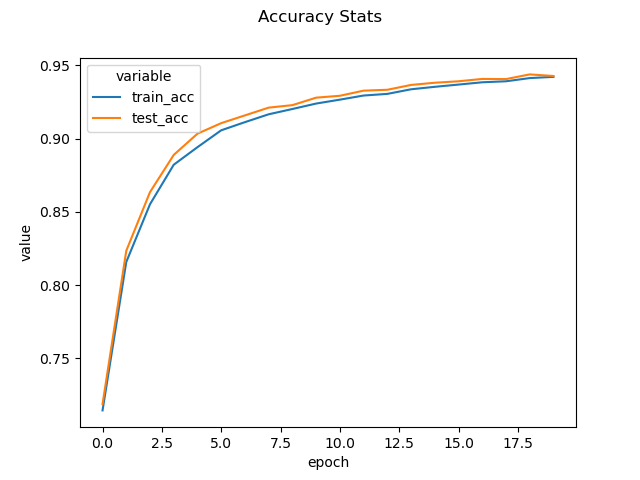 Accuracy Stats
0.95
0.90
0.85
0.80
0.75
value
variable
train_acc
test_acc
0.0 2.5 5.0 7.5 10.0 12.5 15.0 17.5
epoch